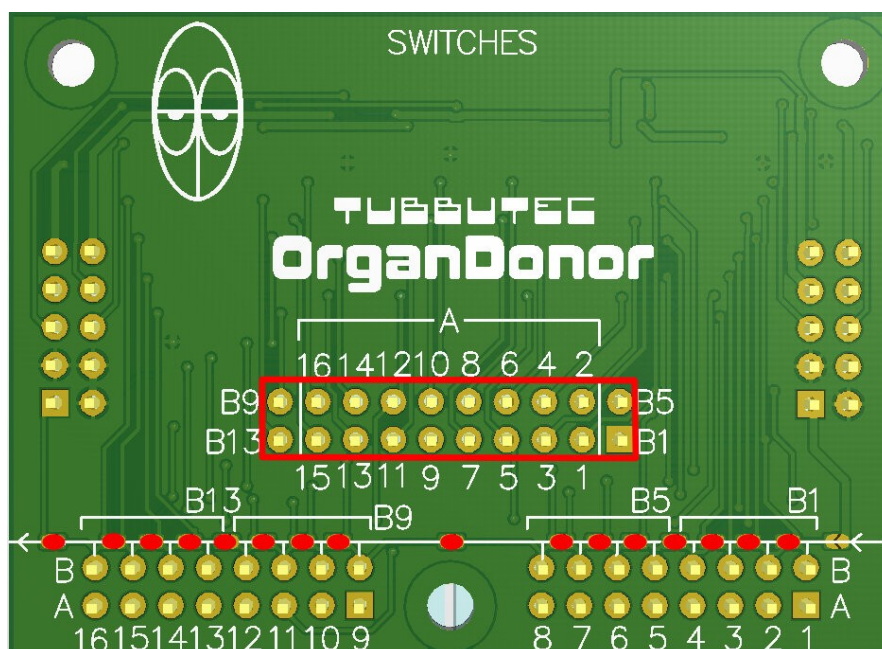 SWITCHES
TUBBUTEC
OrganDonor
A
16 14 12 10 8 6 4 2
B9 B5
B13 B1
15 13 11 9 7 5 3 1
B13 B9 B5 B1
B B
A A
16 15 14 13 12 11 10 9 8 7 6 5 4 3 2 1